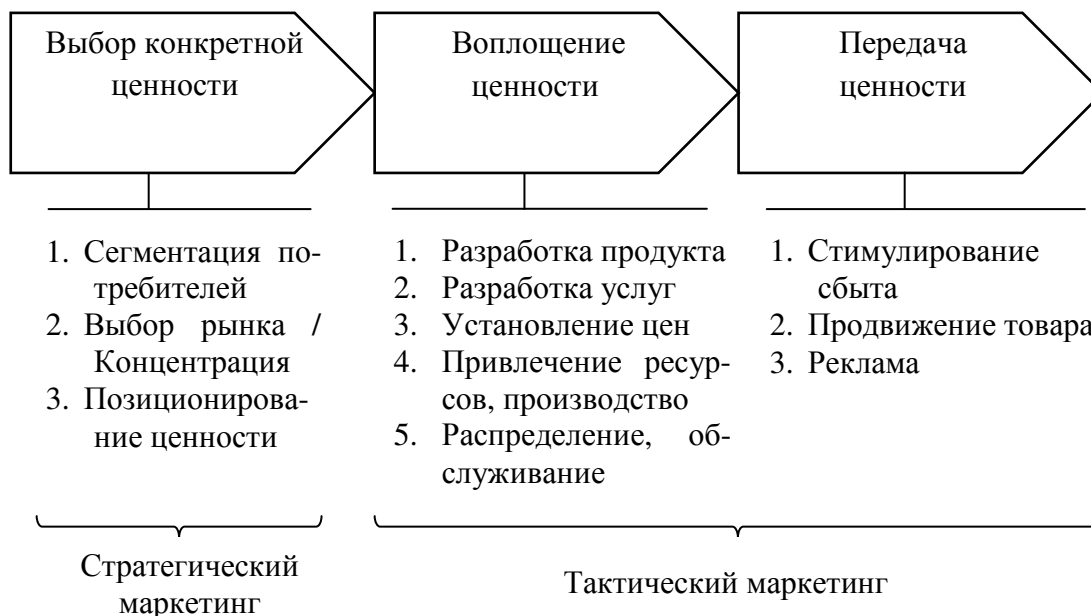 Выбор конкретной
ценности
Воплощение
ценности
Передача
ценности
1. Сегментация по-
требителей
2. Выбор рынка /
Концентрация
3. Позиционирова-
ние ценности
1. Разработка продукта
2. Разработка услуг
3. Установление цен
4. Привлечение ресур-
сов, производство
5. Распределение, об-
служивание
1. Стимулирование
сбыта
2. Продвижение товара
3. Реклама
Стратегический
маркетинг
Тактический маркетинг